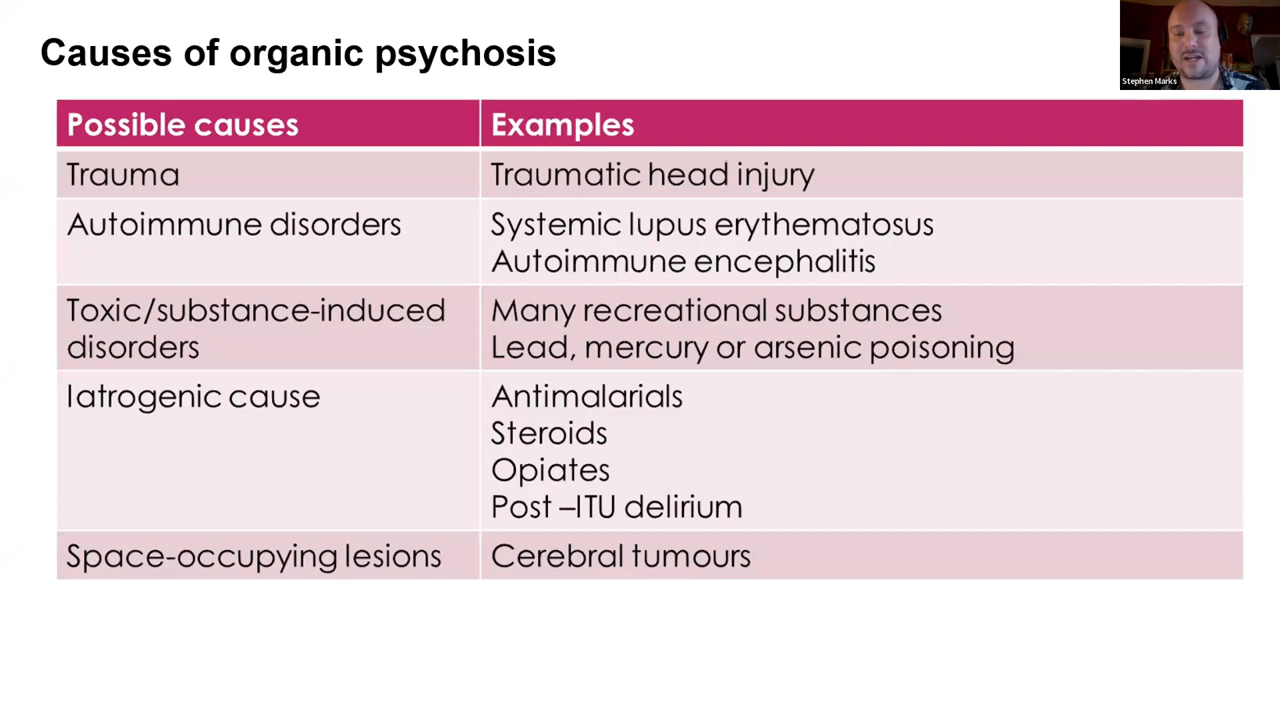 Causes of organic psychosis
Stephen Marks
Possible causes
Examples
Trauma
Traumatic head injury
Autoimmune disorders
Systemic lupus erythematosus
Autoimmune encephalitis
Toxic/substance-induced
disorders
Many recreational substances
Lead, mercury or arsenic poisoning
Iatrogenic cause
Antimalarials
Steroids
Opiates
Post –ITU delirium
Space-occupying lesions
Cerebral tumours